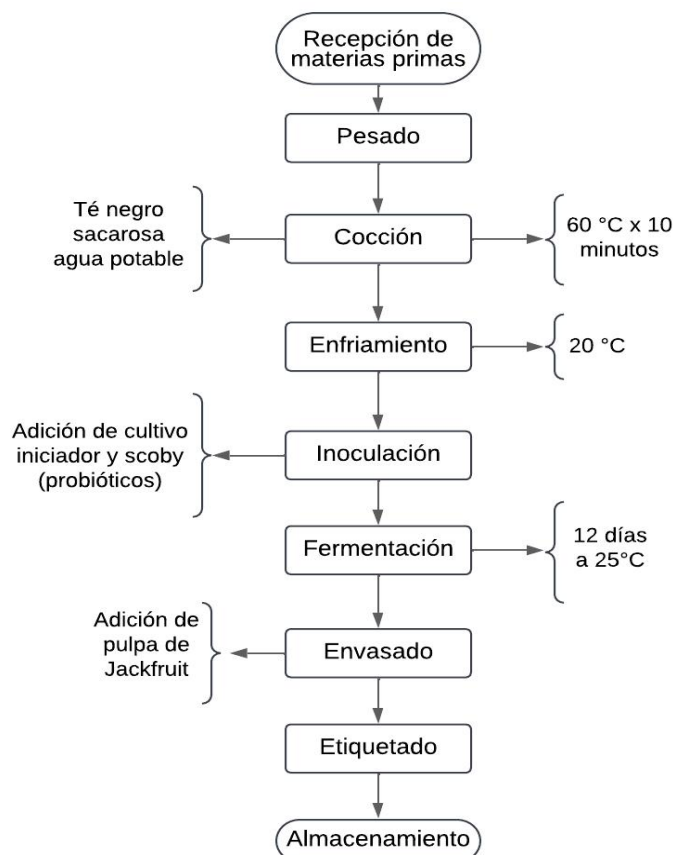 Recepción de
materias primas
Pesado
Té negro
sacarosa
agua potable
Cocción
60 °C x 10
minutos
Enfriamiento
20 °C
Adición de cultivo
iniciador y scoby
(probióticos)
Inoculación
Fermentación
12 días
a 25°C
Adición de
pulpa de
Jackfruit
Envasado
Etiquetado
Almacenamiento